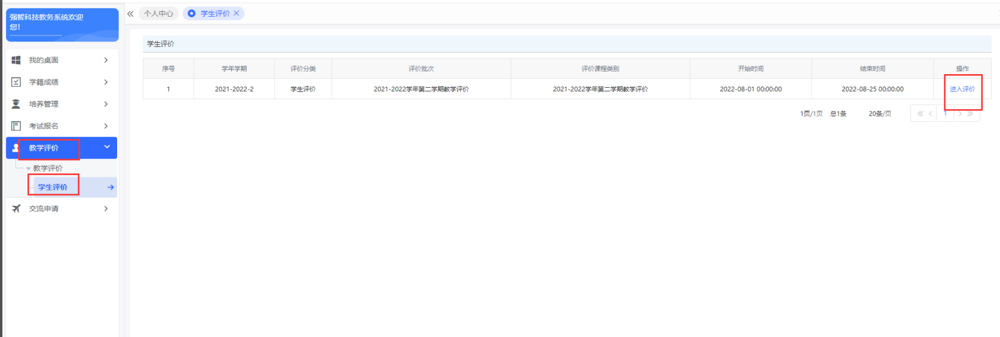 强智科技教务系统欢迎
您！
个人中心
学生评价
我的桌面
学籍成绩
培养管理
考试报名
教学评价
教学评价
学生评价
交流申请
学生评价
序号 学年学期 评价分类 评价批次 评价课程类别 开始时间 结束时间 操作
1 2021-2022-2 学生评价 2021-2022学年第二学期教学评价 2021-2022学年第二学期教学评价 2022-08-01 00:00:00 2022-08-25 00:00:00 进入评价
1页/1页 总1条 20条/页 1